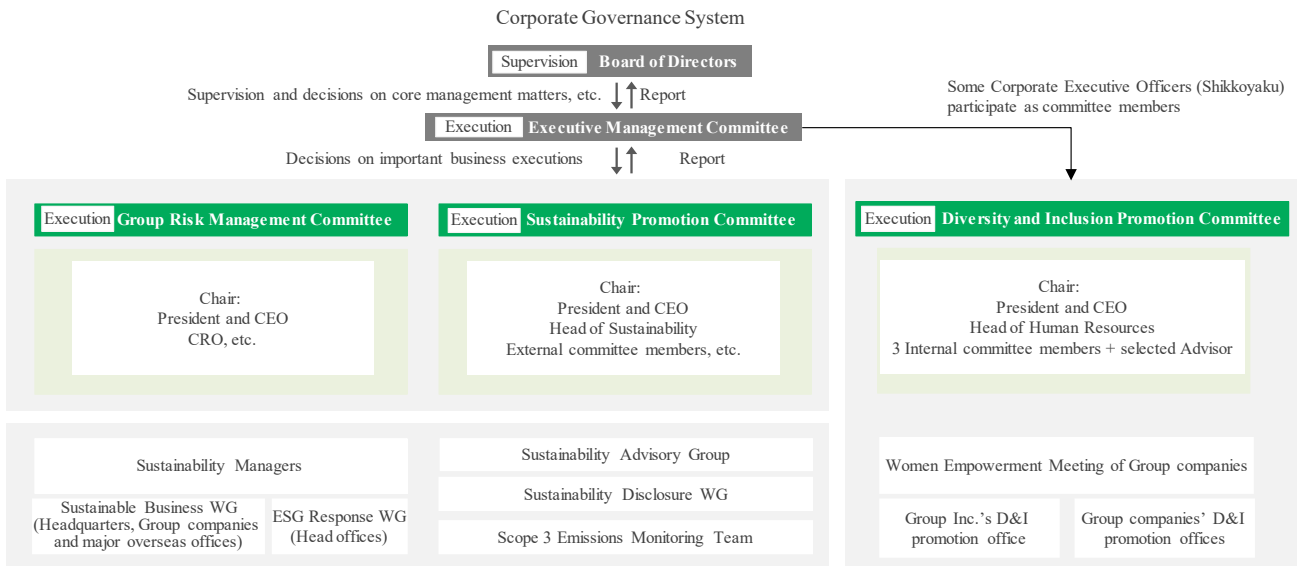 Corporate Governance System
Supervision Board of Directors
Supervision and decisions on core management matters, etc. Report
Some Corporate Executive Officers (Shikkoyaku)
participate as committee members
Execution Executive Management Committee
Decisions on important business executions Report
Execution Group Risk Management Committee
Chair:
President and CEO
CRO, etc.
Execution Sustainability Promotion Committee
Chair:
President and CEO
Head of Sustainability
External committee members, etc.
Execution Diversity and Inclusion Promotion Committee
Chair:
President and CEO
Head of Human Resources
3 Internal committee members + selected Advisor
Sustainability Managers
Sustainable Business WG
(Headquarters, Group companies
and major overseas offices)
ESG Response WG
(Head offices)
Sustainability Advisory Group
Sustainability Disclosure WG
Scope 3 Emissions Monitoring Team
Women Empowerment Meeting of Group companies
Group Inc.'s D&I
promotion office
Group companies' D&I
promotion offices